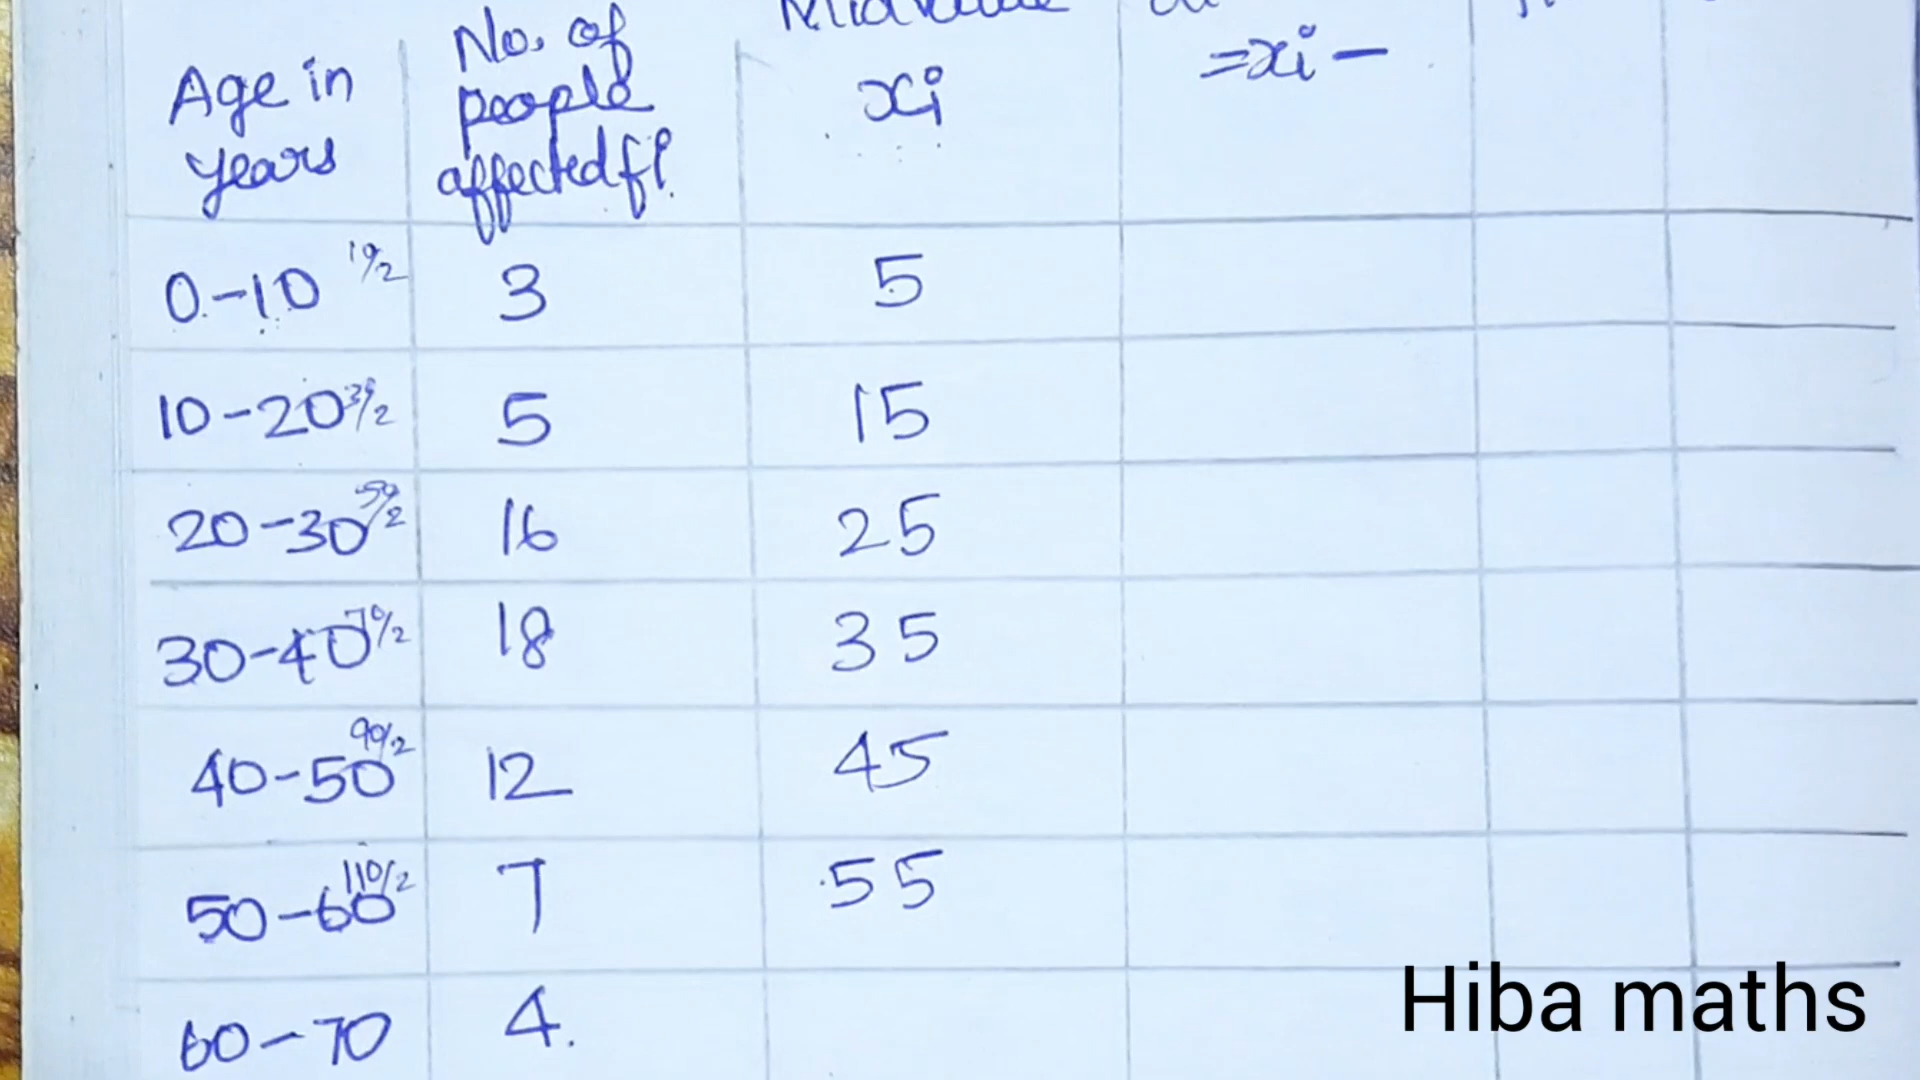 Age in years
No. of people affected fi
xi
=xi –
0-10 10/2 3 5
10-20 30/2 5 15
20-30 50/2 16 25
30-40 70/2 18 35
40-50 90/2 12 45
50-60 110/2 7 55
60-70 4.
Hiba maths